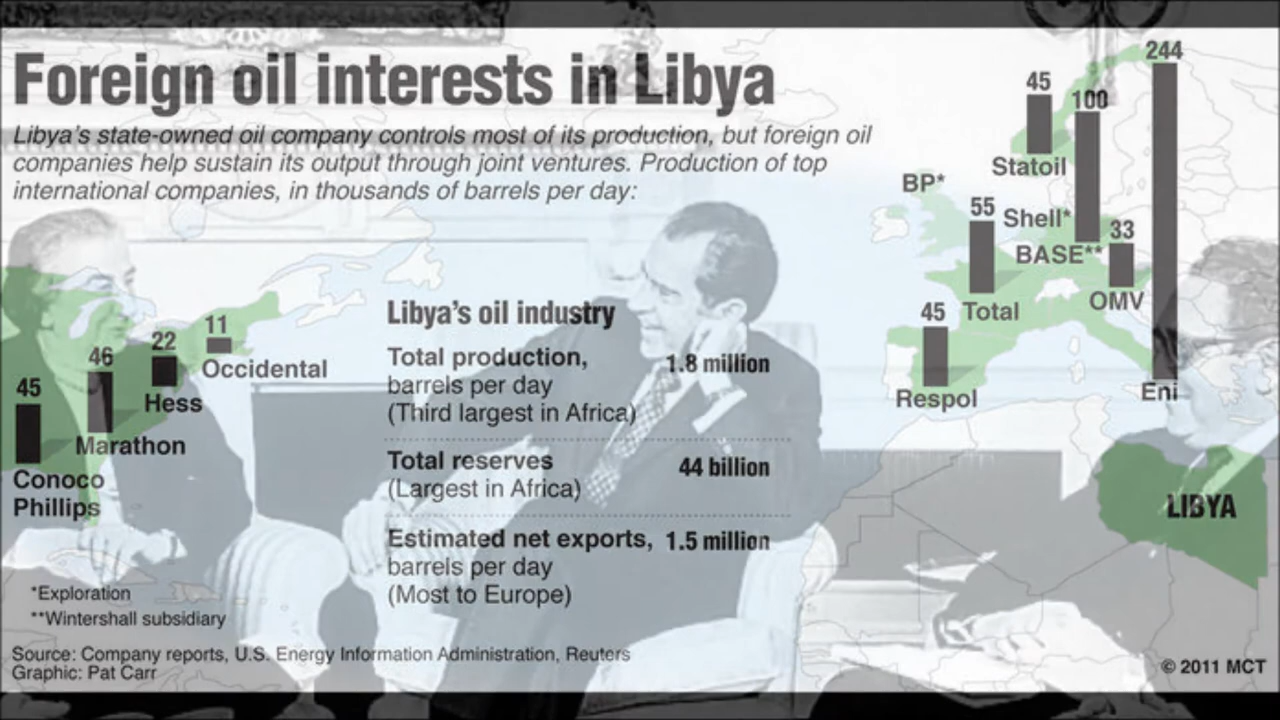 Foreign oil interests in Libya
Libya's state-owned oil company controls most of its production, but foreign oil
companies help sustain its output through joint ventures. Production of top
international companies, in thousands of barrels per day:
45
Conoco
Phillips
46
Marathon
22
Hess
11
Occidental
Libya's oil industry
Total production, 1.8 million
barrels per day
(Third largest in Africa)
Total reserves 44 billion
(Largest in Africa)
Estimated net exports, 1.5 million
barrels per day
(Most to Europe)
BP*
45
Statoil
100
244
55
Shell*
33
BASE**
Total
OMV
45
Respol
Eni
LIBYA
*Exploration
**Wintershall subsidiary
Source: Company reports, U.S. Energy Information Administration, Reuters
Graphic: Pat Carr
© 2011 MCT